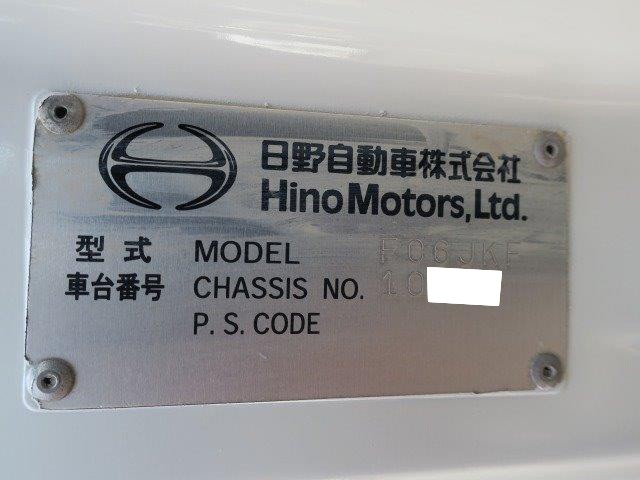 日野自動車株式会社
Hino Motors, Ltd.
型式 MODEL FC6JKF
車台番号 CHASSIS NO. 10
P. S. CODE